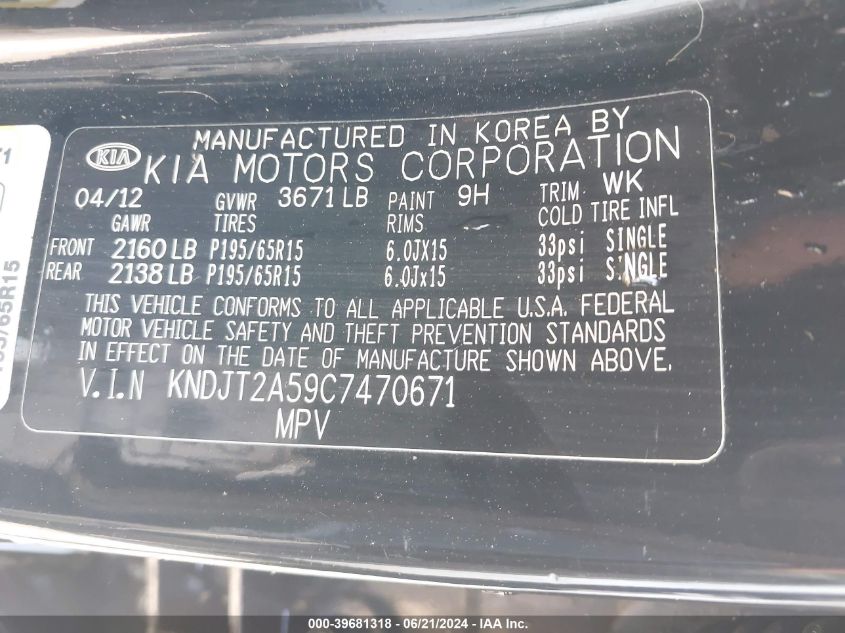 MANUFACTURED IN KOREA BY
KIA KIA MOTORS CORPORATION
04/12 GVWR 3671 LB PAINT 9H TRIM WK
GAWR TIRES RIMS COLD TIRE INFL
FRONT 2160 LB P195/65R15 6.0JX15 33psi SINGLE
REAR 2138 LB P195/65R15 6.0Jx15 33psi SINGLE
THIS VEHICLE CONFORMS TO ALL APPLICABLE U.S.A. FEDERAL
MOTOR VEHICLE SAFETY AND THEFT PREVENTION STANDARDS
IN EFFECT ON THE DATE OF MANUFACTURE SHOWN ABOVE.
V.I.N KNDJT2A59C7470671
MPV
000-39681318 / 06/21/2024 / IAA, Inc.